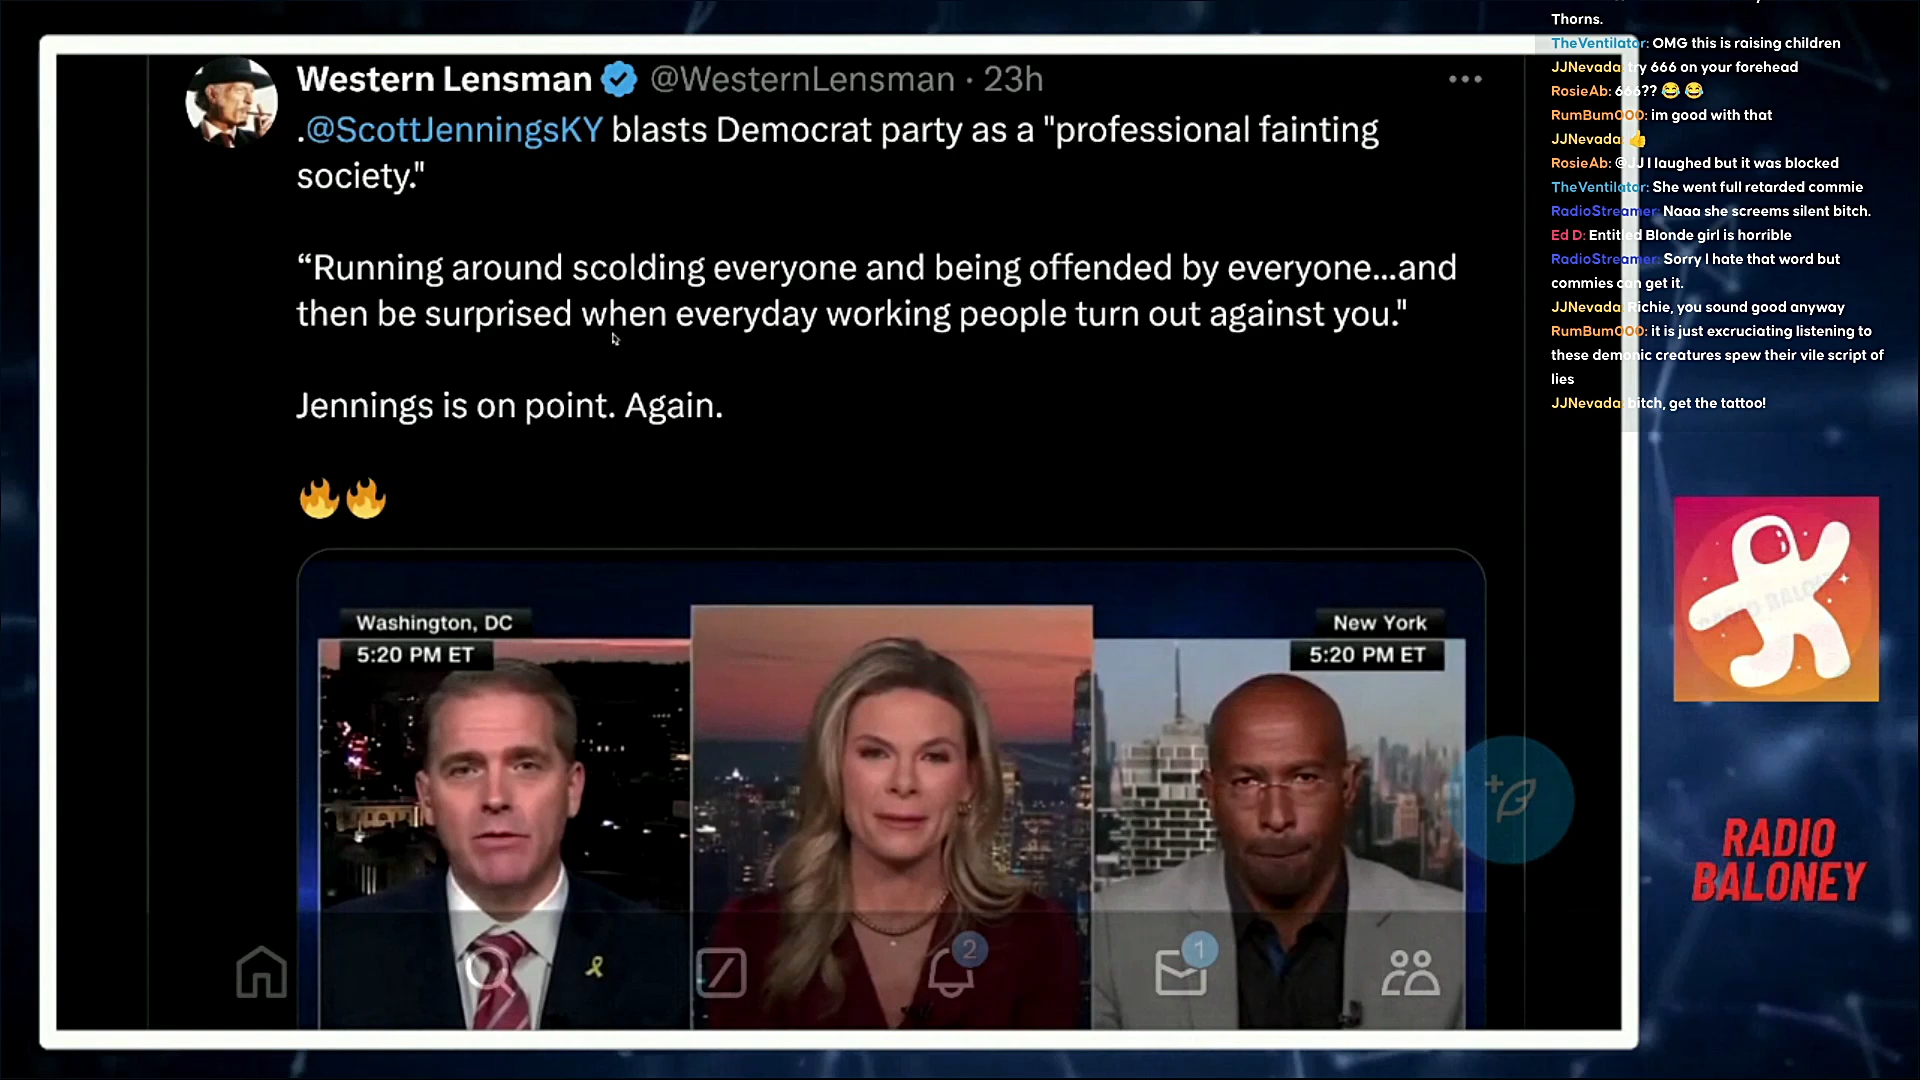 Western Lensman @WesternLensman · 23h
.@ScottJenningsKY blasts Democrat party as a "professional fainting
society."
“Running around scolding everyone and being offended by everyone...and
then be surprised when everyday working people turn out against you."
Jennings is on point. Again.
🔥🔥
Washington, DC
5:20 PM ET
New York
5:20 PM ET
2
1
Thorns.
TheVentilator: OMG this is raising children
JJNevada: try 666 on your forehead
RosieAb: 666?? 😂 😂
RumBum000: im good with that
JJNevada: 👍
RosieAb: @JJ I laughed but it was blocked
TheVentilator: She went full retarded commie
RadioStreamer: Naaa she screems silent bitch.
Ed D: Entitled Blonde girl is horrible
RadioStreamer: Sorry I hate that word but
commies can get it.
JJNevada: Richie, you sound good anyway
RumBum000: it is just excruciating listening to
these demonic creatures spew their vile script of
lies
JJNevada: bitch, get the tattoo!
RADIO
BALONEY